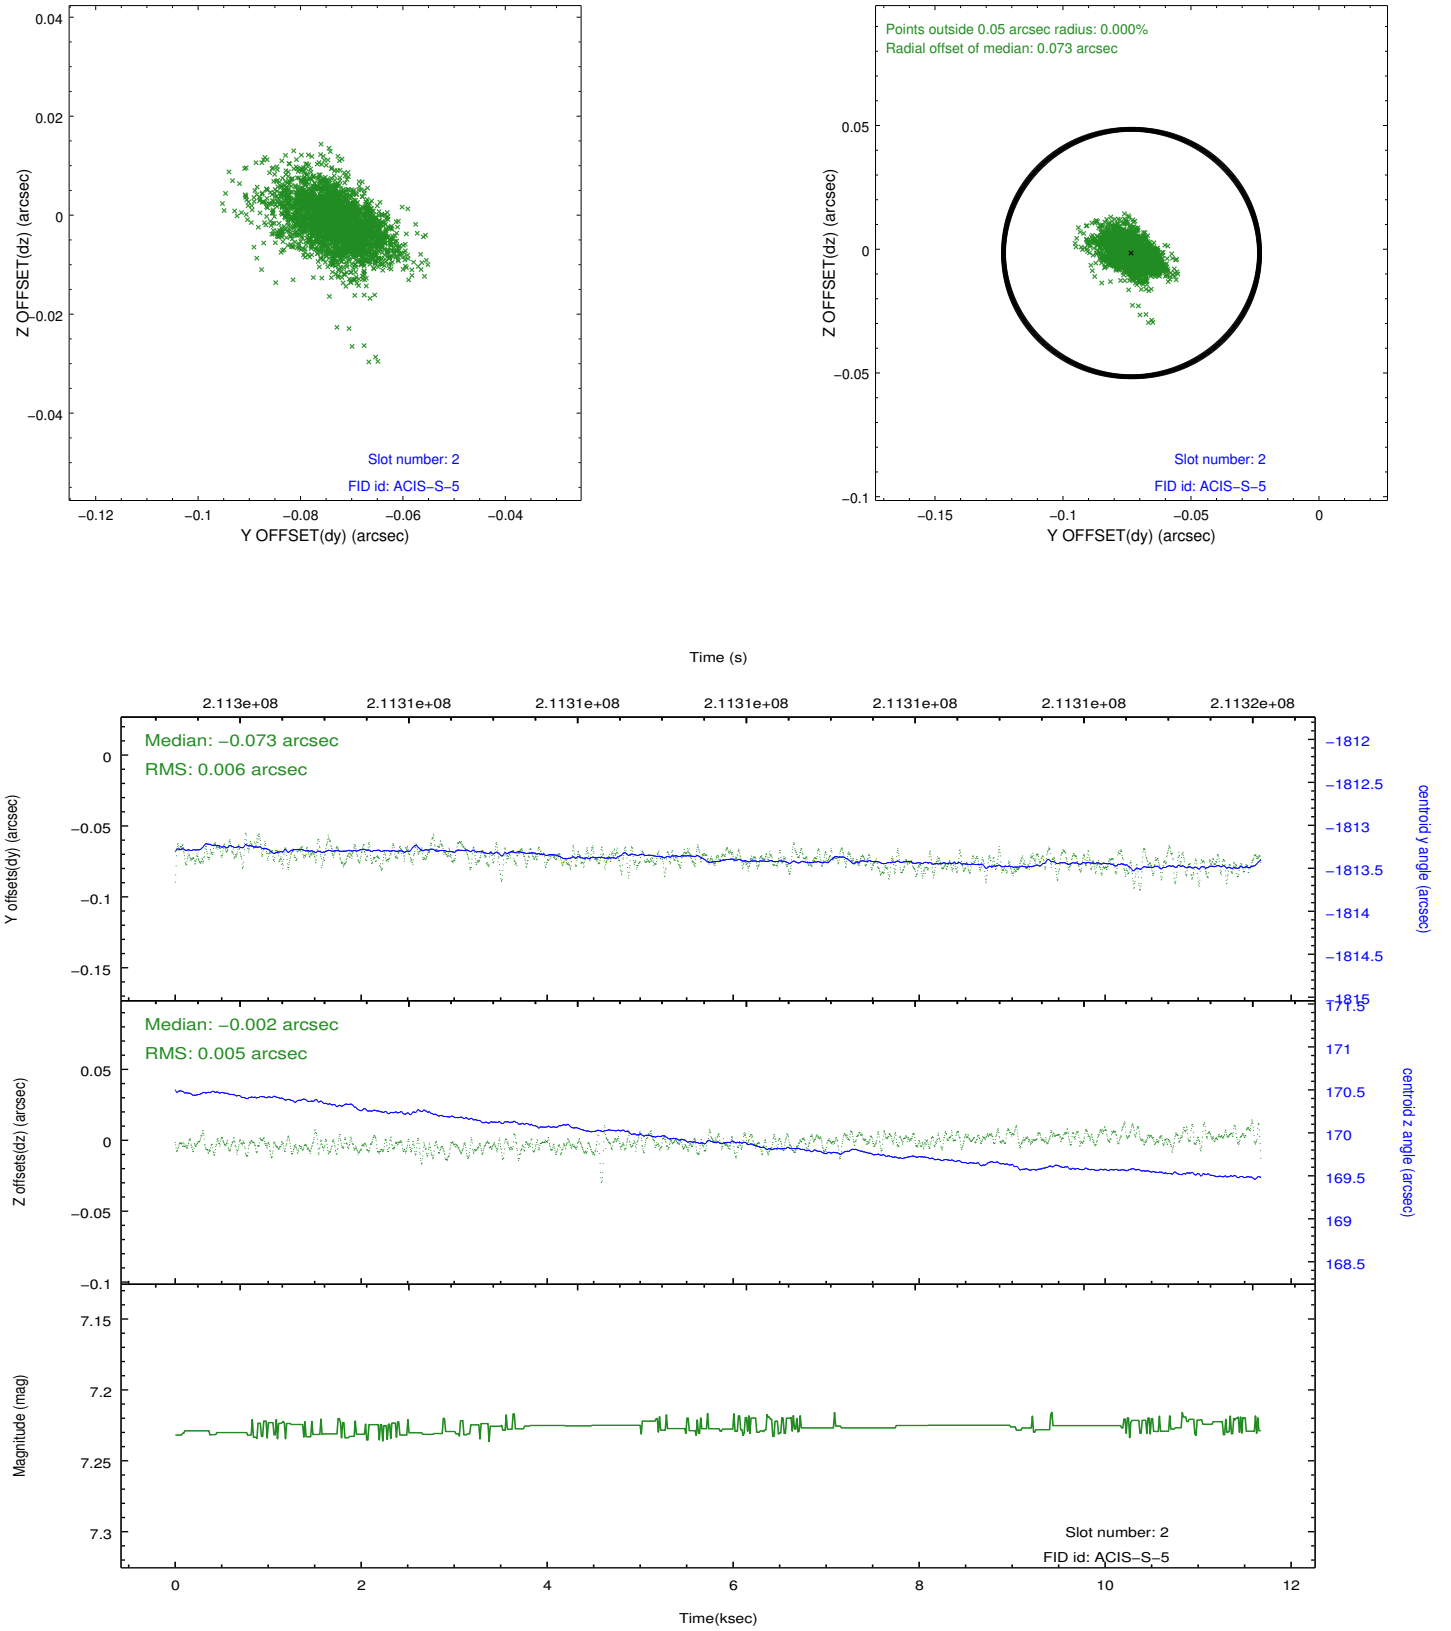 0.04
0.02
0
−0.02
−0.04
Z OFFSET(dz) (arcsec)
Slot number: 2
FID id: ACIS−S−5
−0.12
−0.1
−0.08
−0.06
−0.04
Y OFFSET(dy) (arcsec)
Points outside 0.05 arcsec radius: 0.000%
Radial offset of median: 0.073 arcsec
0.05
0
−0.05
−0.1
Z OFFSET(dz) (arcsec)
Slot number: 2
FID id: ACIS−S−5
−0.15
−0.1
−0.05
0
Y OFFSET(dy) (arcsec)
Time (s)
2.113e+08
2.1131e+08
2.1131e+08
2.1131e+08
2.1131e+08
2.1131e+08
2.1132e+08
Median: −0.073 arcsec
RMS: 0.006 arcsec
0
−0.05
−0.1
−0.15
Y offsets(dy) (arcsec)
−1812
−1812.5
−1813
−1813.5
−1814
−1814.5
−1815
centroid y angle (arcsec)
Median: −0.002 arcsec
RMS: 0.005 arcsec
0.05
0
−0.05
−0.1
Z offsets(dz) (arcsec)
171.5
171
170.5
170
169.5
169
168.5
centroid z angle (arcsec)
7.15
7.2
7.25
7.3
Magnitude (mag)
Slot number: 2
FID id: ACIS−S−5
0
2
4
6
8
10
12
Time(ksec)